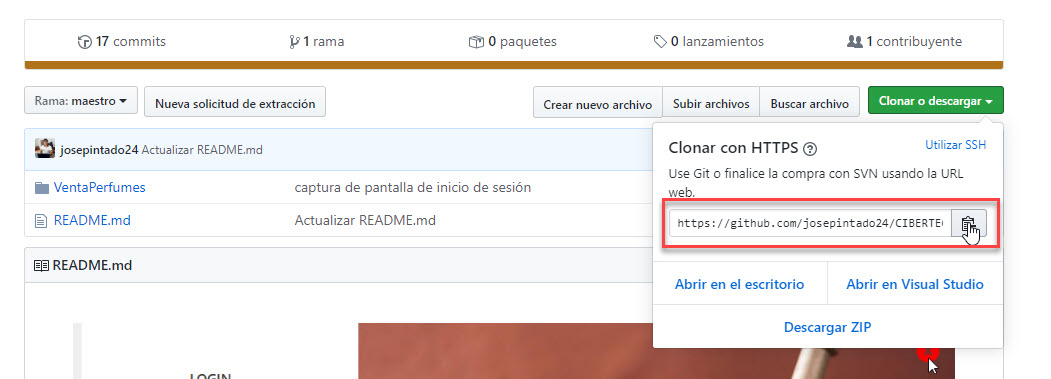 17 commits
1 rama
0 paquetes
0 lanzamientos
1 contribuyente
Rama: maestro
Nueva solicitud de extracción
Crear nuevo archivo
Subir archivos
Buscar archivo
Clonar o descargar
josepintado24 Actualizar README.md
VentaPerfumes
captura de pantalla de inicio de sesión
README.md
Actualizar README.md
Clonar con HTTPS
Utilizar SSH
Use Git o finalice la compra con SVN usando la URL
web.
https://github.com/josepintado24/CIBERTE
Abrir en el escritorio
Abrir en Visual Studio
Descargar ZIP
README.md
LOGIN